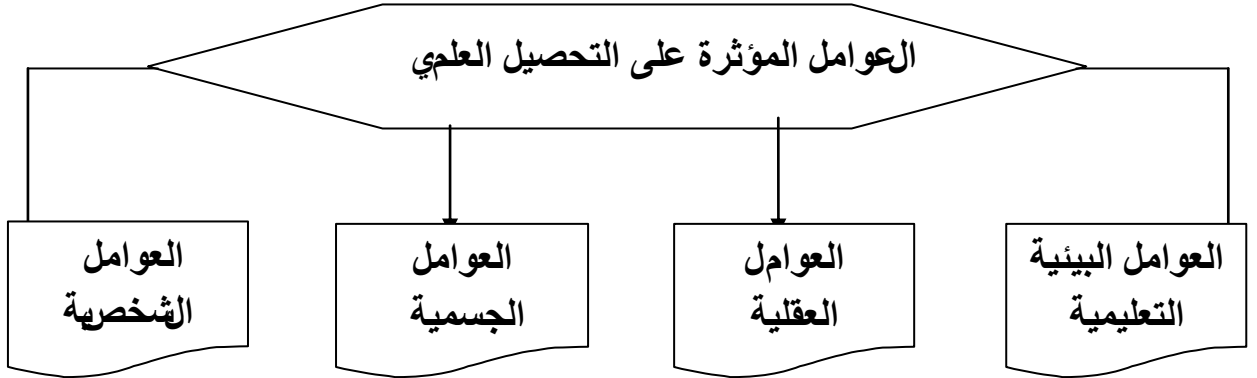 العوامل المؤثرة على التحصيل العلمي
العوامل البيئية
التعليمية
العوامل
العقلية
العوامل
الجسمية
العوامل
الشخصية